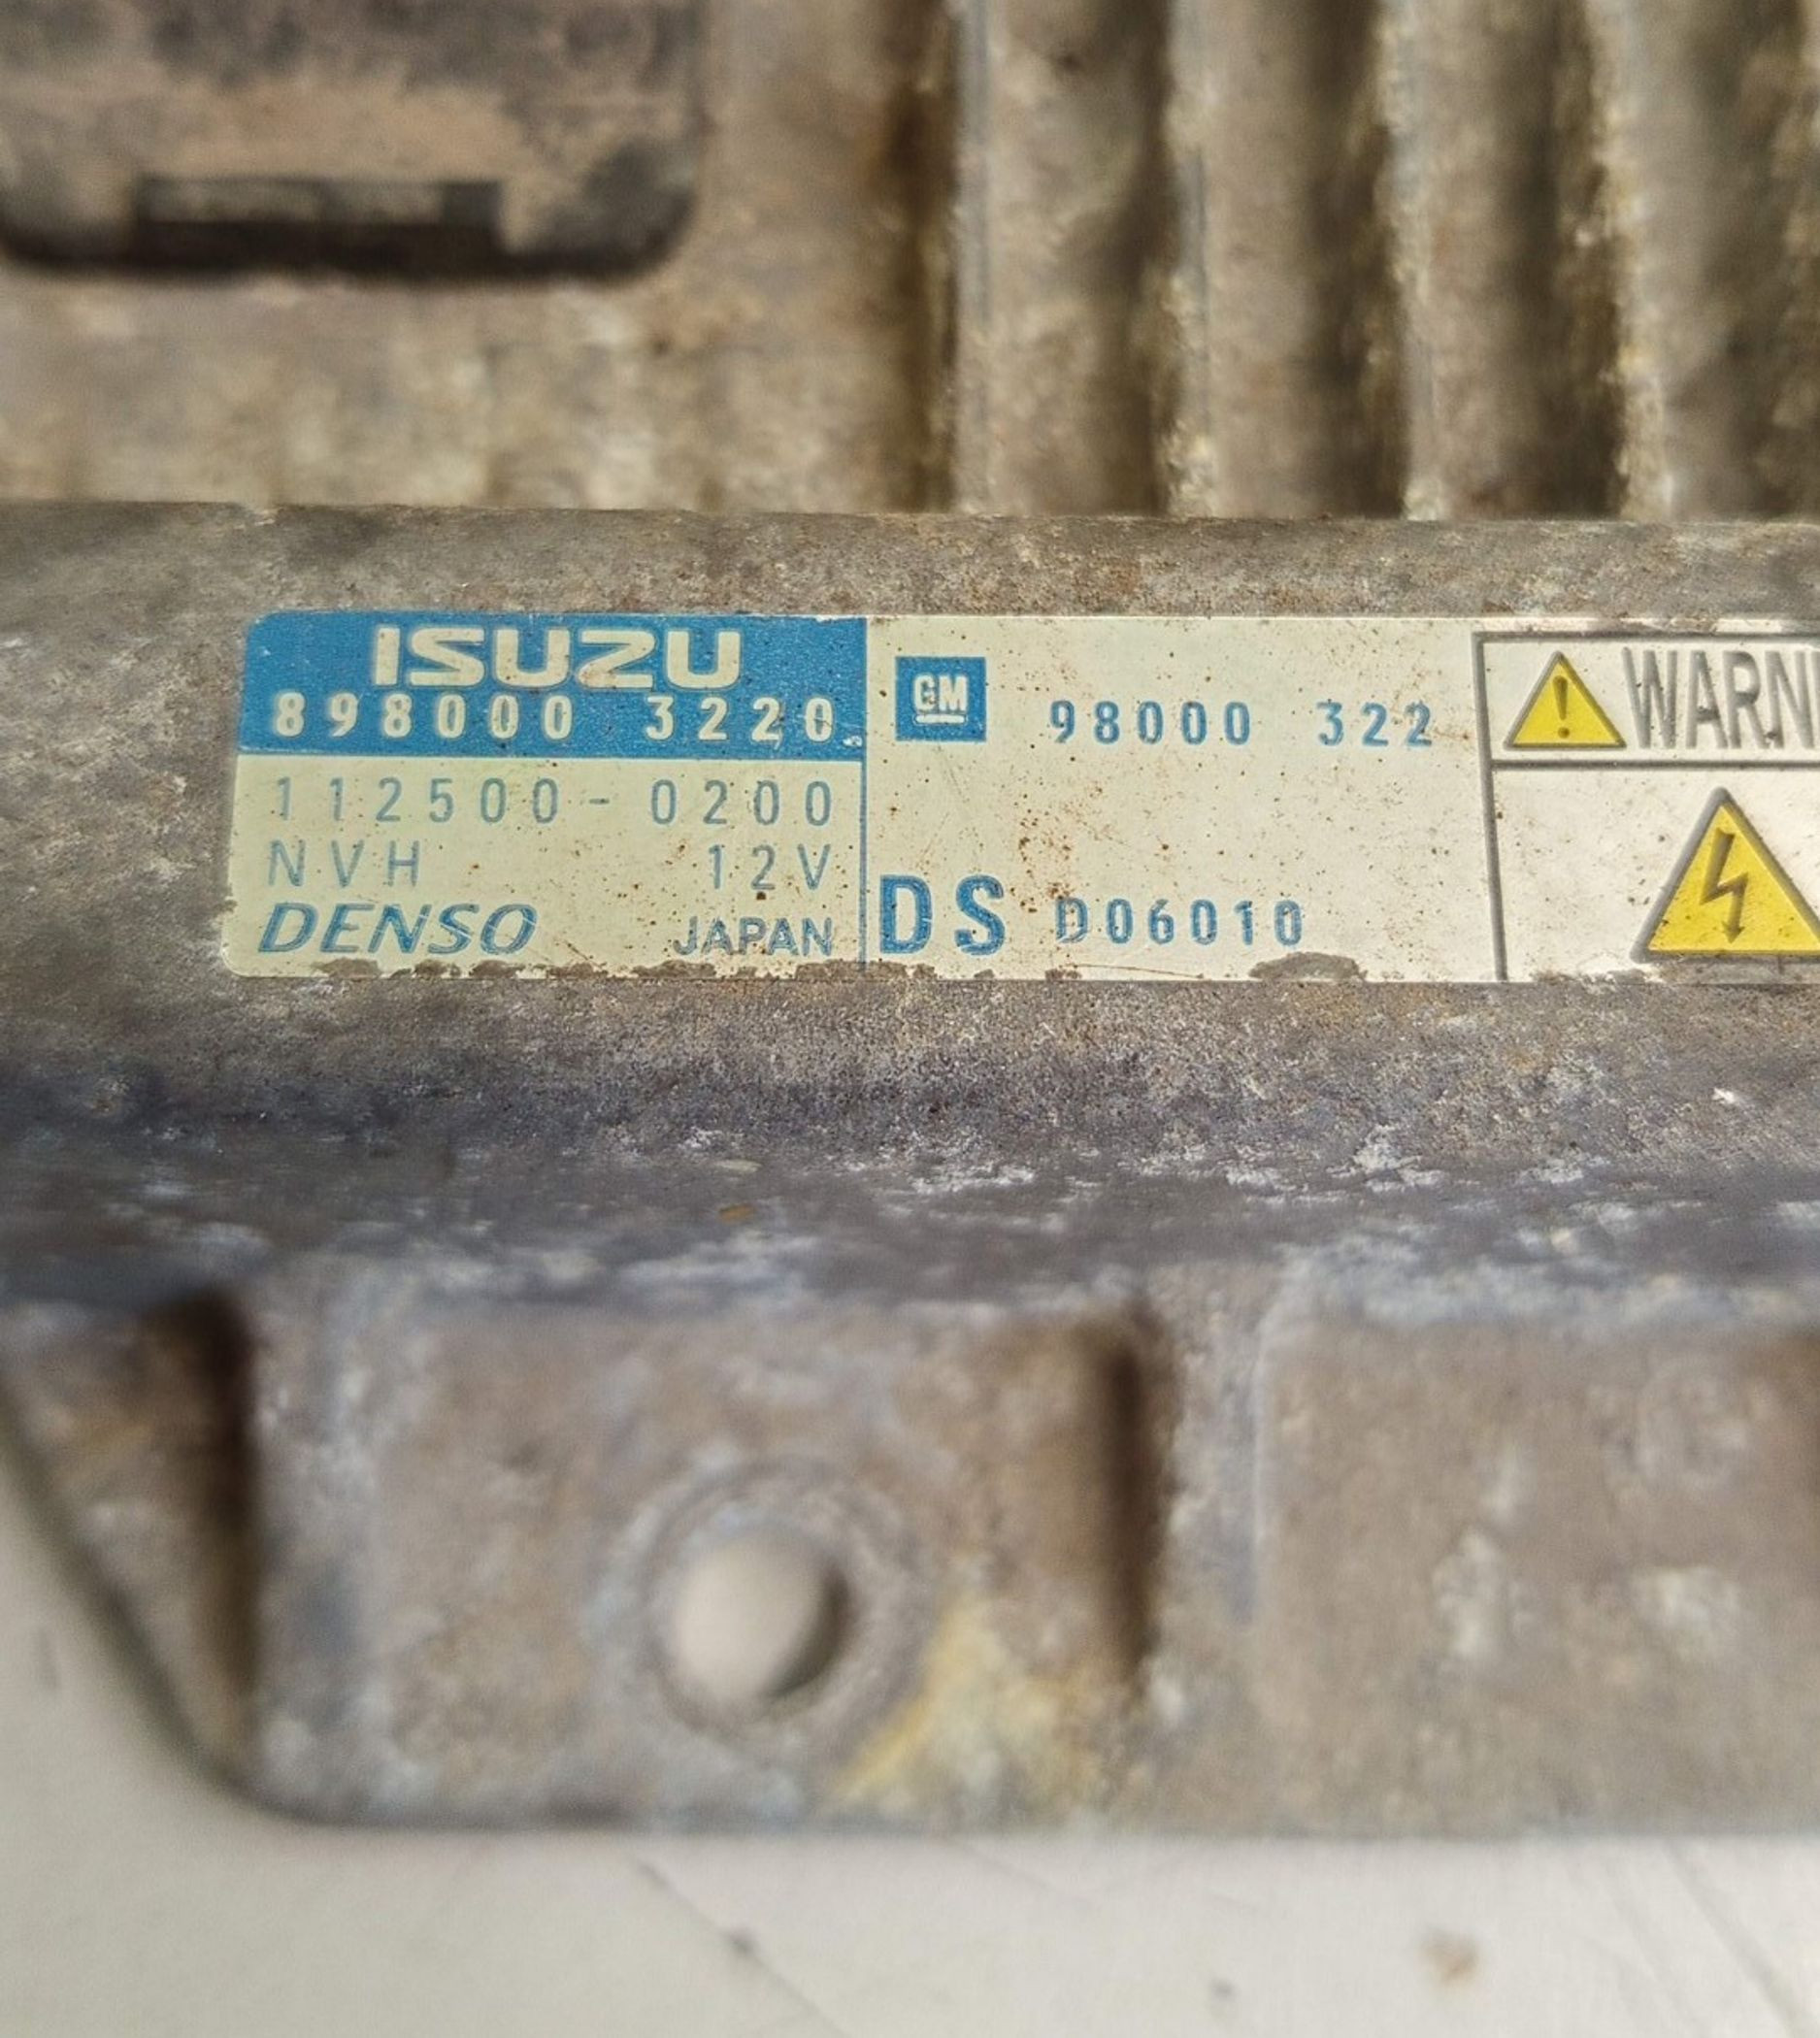 ISUZU
898000 3220
112500-0200
NVH 12V
DENSO JAPAN
GM 98000 322
DS D06010
WARN